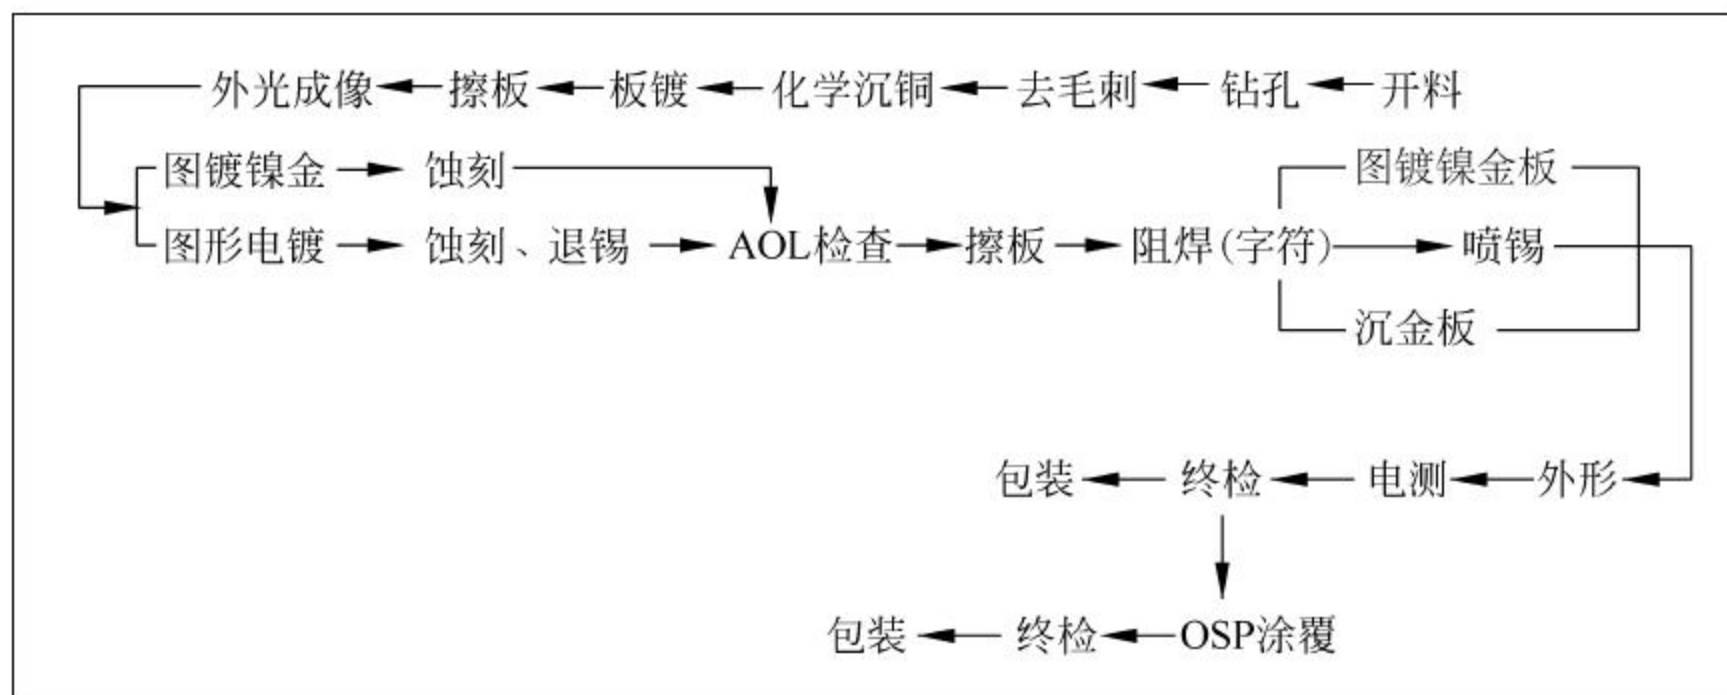 外光成像 擦板 板镀 化学沉铜 去毛刺 钻孔 开料
图镀镍金 蚀刻 图镀镍金板
图形电镀 蚀刻、退锡 AOL检查 擦板 阻焊(字符) 喷锡
沉金板
包装 终检 电测 外形
包装 终检 OSP涂覆